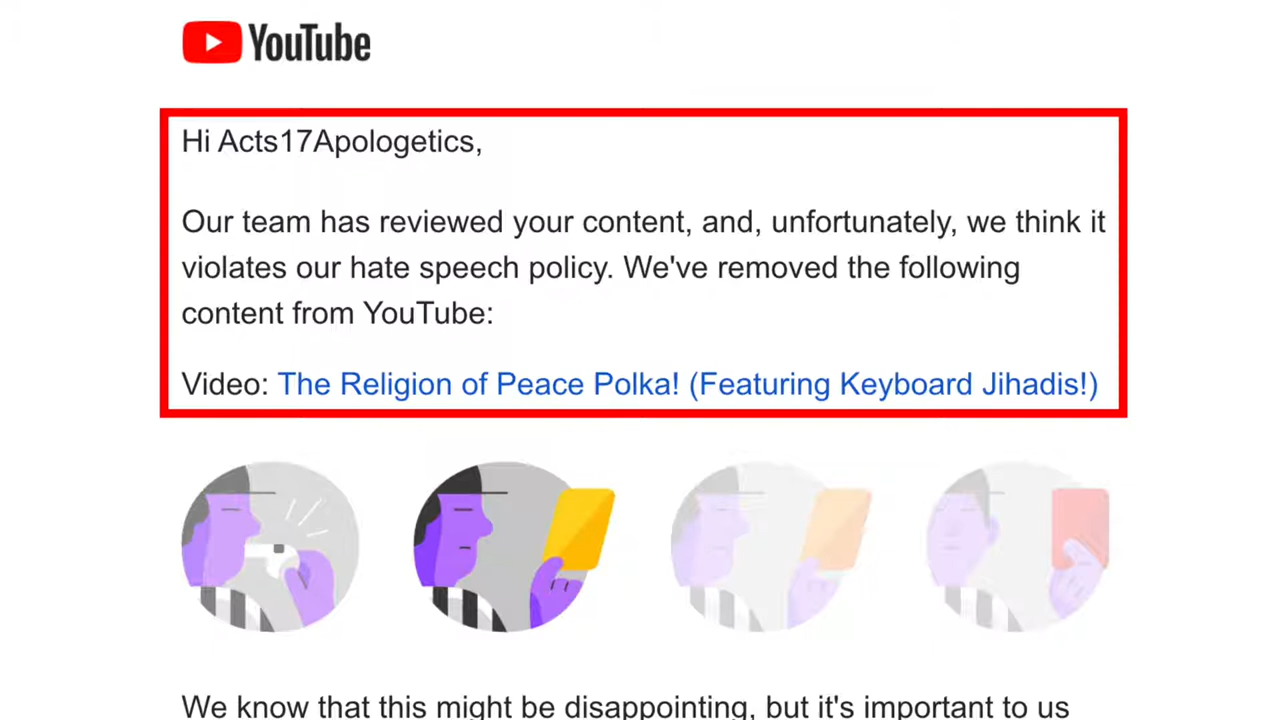 YouTube
Hi Acts17Apologetics,
Our team has reviewed your content, and, unfortunately, we think it
violates our hate speech policy. We've removed the following
content from YouTube:
Video: The Religion of Peace Polka! (Featuring Keyboard Jihadis!)
We know that this might be disappointing, but it's important to us